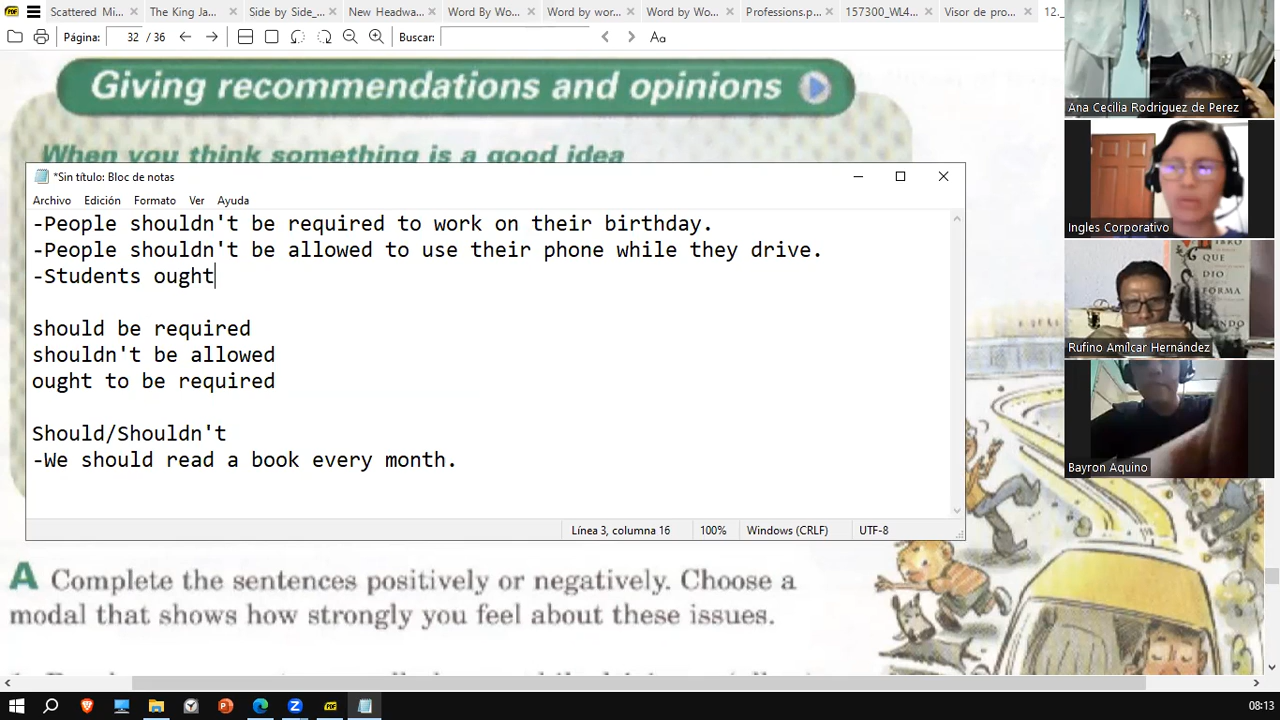 Scattered Mi...
The King Ja...
Side by Side_...
New Headwa...
Word By Wo...
Word by wor...
Word by Wo...
Professions.p...
157300_WL4...
Visor de pro...
12._
Página:
32 / 36
Buscar:
Aa
Giving recommendations and opinions
When you think something is a good idea
*Sin título: Bloc de notas
Archivo Edición Formato Ver Ayuda
-People shouldn't be required to work on their birthday.
-People shouldn't be allowed to use their phone while they drive.
-Students ought
should be required
shouldn't be allowed
ought to be required
Should/Shouldn't
-We should read a book every month.
Línea 3, columna 16 100% Windows (CRLF) UTF-8
A Complete the sentences positively or negatively. Choose a
modal that shows how strongly you feel about these issues.
Ana Cecilia Rodriguez de Perez
Ingles Corporativo
LIBRO
QUE
DIO
FORMA
Rufino Amílcar Hernández
Bayron Aquino
08:13